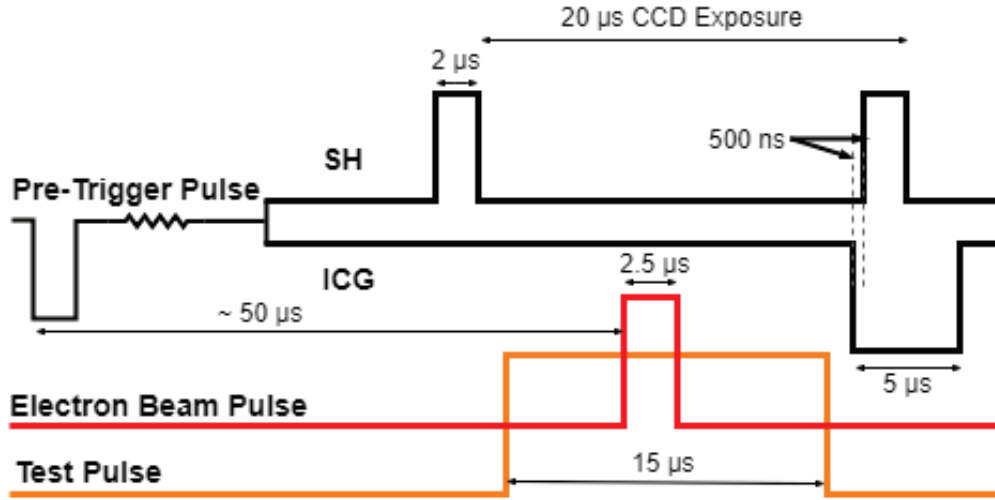 20 µs CCD Exposure
2 µs
500 ns
SH
Pre-Trigger Pulse
2.5 µs
ICG
~ 50 µs
5 µs
Electron Beam Pulse
15 µs
Test Pulse